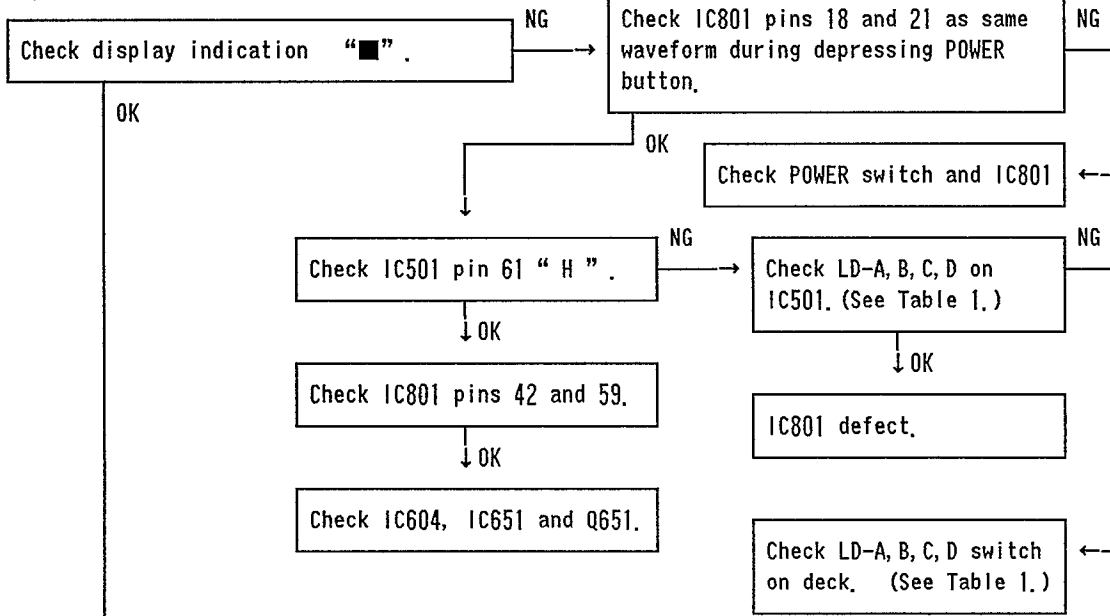 Check display indication “■”.
NG
Check IC801 pins 18 and 21 as same
waveform during depressing POWER
button.
NG
OK
OK
Check POWER switch and IC801
Check IC501 pin 61 “ H ”.
NG
Check LD-A, B, C, D on
IC501. (See Table 1.)
NG
OK
OK
Check IC801 pins 42 and 59.
IC801 defect.
OK
Check IC604, IC651 and Q651.
Check LD-A, B, C, D switch
on deck. (See Table 1.)